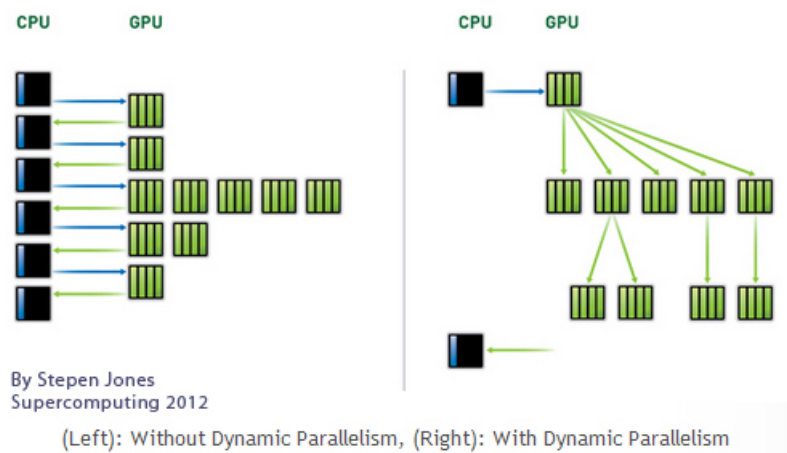 CPU GPU CPU GPU
By Stepen Jones
Supercomputing 2012
(Left): Without Dynamic Parallelism, (Right): With Dynamic Parallelism